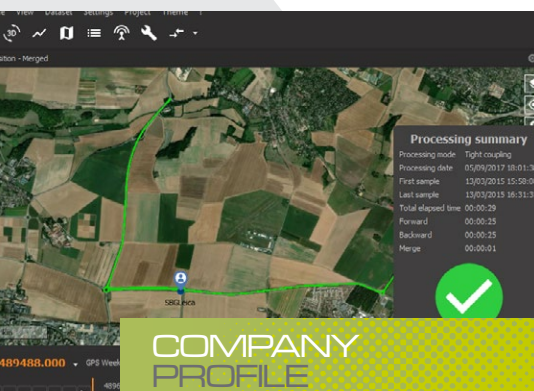 View Dataset Settings Project Theme
3D
- Merged
Processing summary
Processing mode Tight coupling
Processing date 05/09/2017 18:01:3
First sample 13/03/2015 15:58:0
Last sample 13/03/2015 16:31:3
Total elapsed time 00:00:29
Forward 00:00:25
Backward 00:00:25
Merge 00:00:01
489488.000 GPS Week
COMPANY
PROFILE